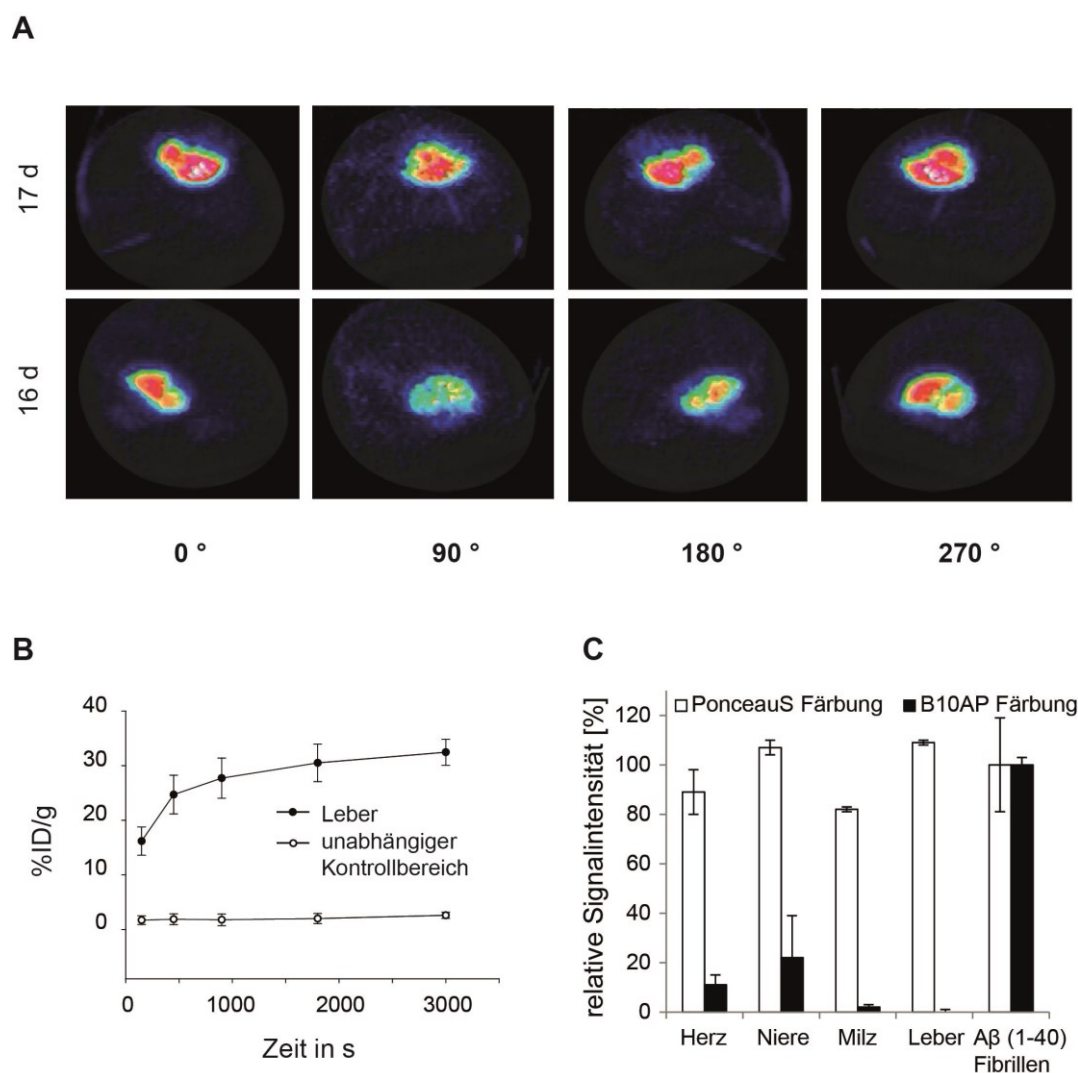 A
17 d
16 d
0 °
90 °
180 °
270 °
B
40
30
20
10
0
%ID/g
Leber
unabhängiger
Kontrollbereich
0
1000
2000
3000
Zeit in s
C
relative Signalintensität [%]
PonceauS Färbung
B10AP Färbung
120
100
80
60
40
20
0
Herz
Niere
Milz
Leber
Aβ (1-40)
Fibrillen